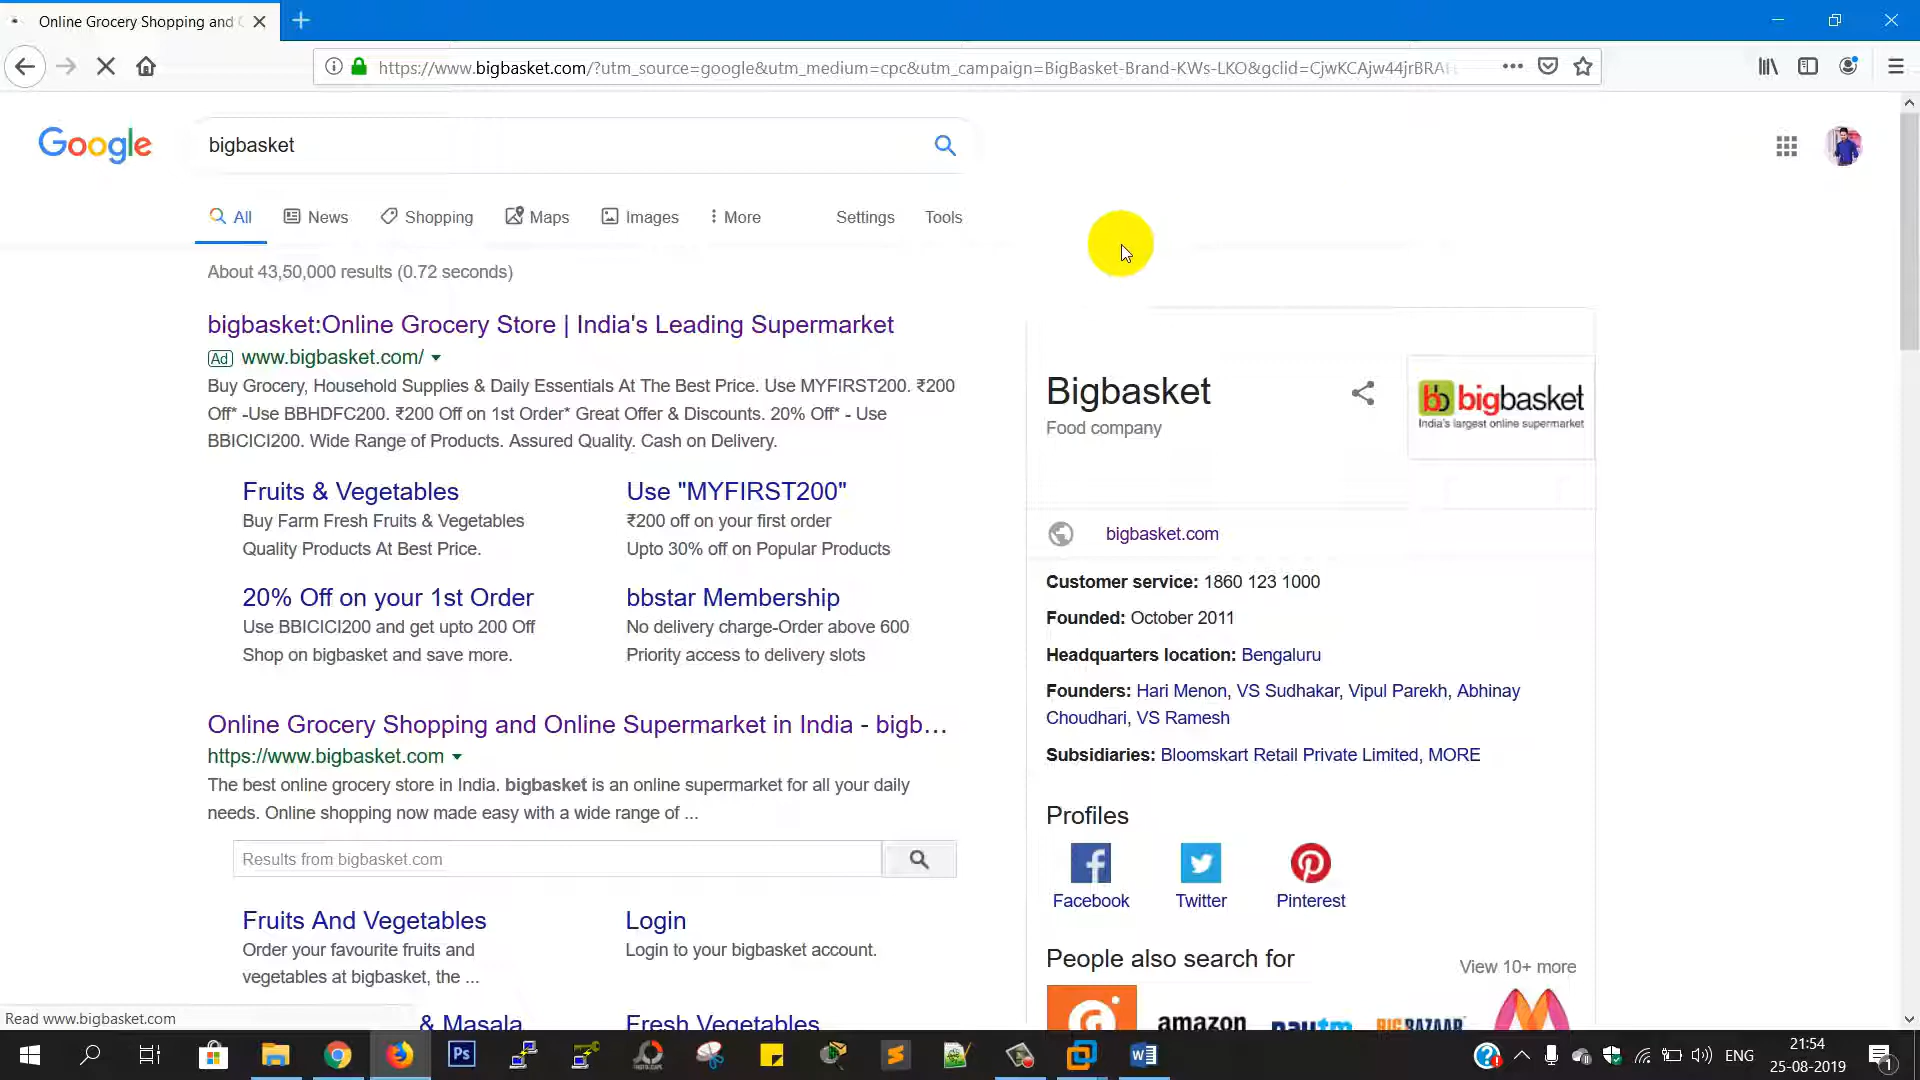 Online Grocery Shopping and
https://www.bigbasket.com/?utm_source=google&utm_medium=cpc&utm_campaign=BigBasket-Brand-KWs-LKO&gclid=CjwKCAjw44jrBRA
Google
bigbasket
All
News
Shopping
Maps
Images
More
Settings
Tools
About 43,50,000 results (0.72 seconds)
bigbasket:Online Grocery Store | India's Leading Supermarket
Ad www.bigbasket.com/
Buy Grocery, Household Supplies & Daily Essentials At The Best Price. Use MYFIRST200. ₹200
Off* -Use BBHDFC200. ₹200 Off on 1st Order* Great Offer & Discounts. 20% Off* - Use
BBICICI200. Wide Range of Products. Assured Quality. Cash on Delivery.
Fruits & Vegetables
Buy Farm Fresh Fruits & Vegetables
Quality Products At Best Price.
Use "MYFIRST200"
₹200 off on your first order
Upto 30% off on Popular Products
20% Off on your 1st Order
Use BBICICI200 and get upto 200 Off
Shop on bigbasket and save more.
bbstar Membership
No delivery charge-Order above 600
Priority access to delivery slots
Online Grocery Shopping and Online Supermarket in India - bigb...
https://www.bigbasket.com
The best online grocery store in India. bigbasket is an online supermarket for all your daily
needs. Online shopping now made easy with a wide range of ...
Results from bigbasket.com
Fruits And Vegetables
Order your favourite fruits and
vegetables at bigbasket, the ...
Login
Login to your bigbasket account.
& Masala
Fresh Vegetables
Bigbasket
Food company
bb bigbasket
India's largest online supermarket
bigbasket.com
Customer service: 1860 123 1000
Founded: October 2011
Headquarters location: Bengaluru
Founders: Hari Menon, VS Sudhakar, Vipul Parekh, Abhinay
Choudhari, VS Ramesh
Subsidiaries: Bloomskart Retail Private Limited, MORE
Profiles
Facebook
Twitter
Pinterest
People also search for
View 10+ more
amazon
paytm
BIG BAZAAR
Read www.bigbasket.com
Ps
ENG
21:54
25-08-2019
1